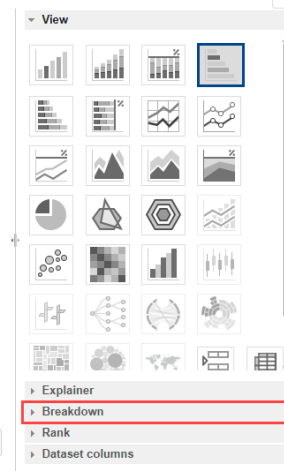 View
%
%
%
%
%
Explainer
Breakdown
Rank
Dataset columns